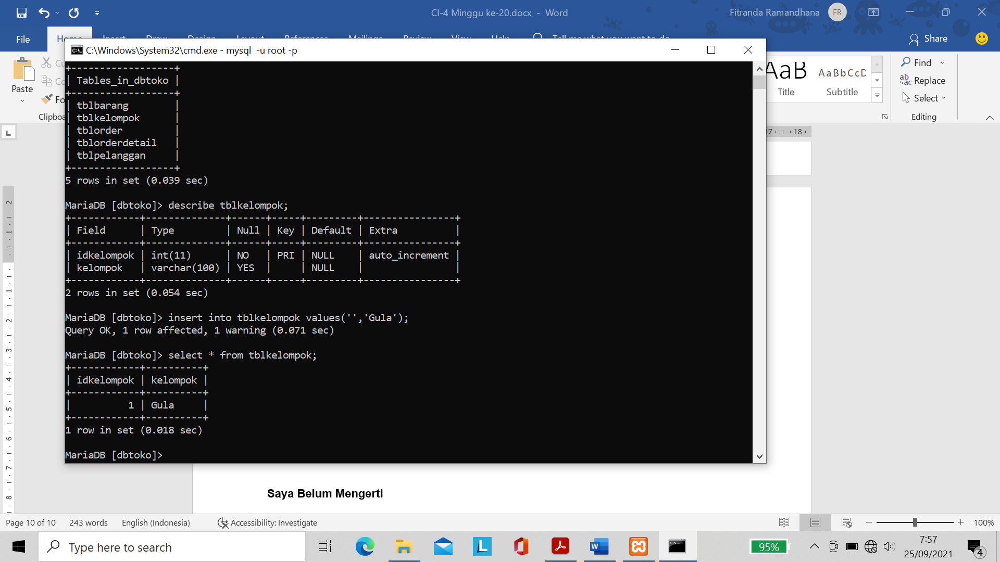 CI-4 Minggu ke-20.docx - Word
Fitranda Ramandhana
FR
File
Share
C:\Windows\System32\cmd.exe - mysql  -u root -p
Paste
Find
Replace
Select
Editing
AaB
AaBbCcD
Title
Subtitle
17 · 18
+------------------+
| Tables_in_dbtoko |
+------------------+
| tblbarang        |
| tblkelompok      |
| tblorder         |
| tblorderdetail   |
| tblpelanggan     |
+------------------+
5 rows in set (0.039 sec)
MariaDB [dbtoko]> describe tblkelompok;
+------------+--------------+------+-----+---------+----------------+
| Field      | Type         | Null | Key | Default | Extra          |
+------------+--------------+------+-----+---------+----------------+
| idkelompok | int(11)      | NO   | PRI | NULL    | auto_increment |
| kelompok   | varchar(100) | YES  |     | NULL    |                |
+------------+--------------+------+-----+---------+----------------+
2 rows in set (0.054 sec)
MariaDB [dbtoko]> insert into tblkelompok values('','Gula');
Query OK, 1 row affected, 1 warning (0.071 sec)
MariaDB [dbtoko]> select * from tblkelompok;
+------------+----------+
| idkelompok | kelompok |
+------------+----------+
|          1 | Gula     |
+------------+----------+
1 row in set (0.018 sec)
MariaDB [dbtoko]>
Saya Belum Mengerti
Page 10 of 10
243 words
English (Indonesia)
Accessibility: Investigate
100%
Type here to search
95%
7:57
25/09/2021
4